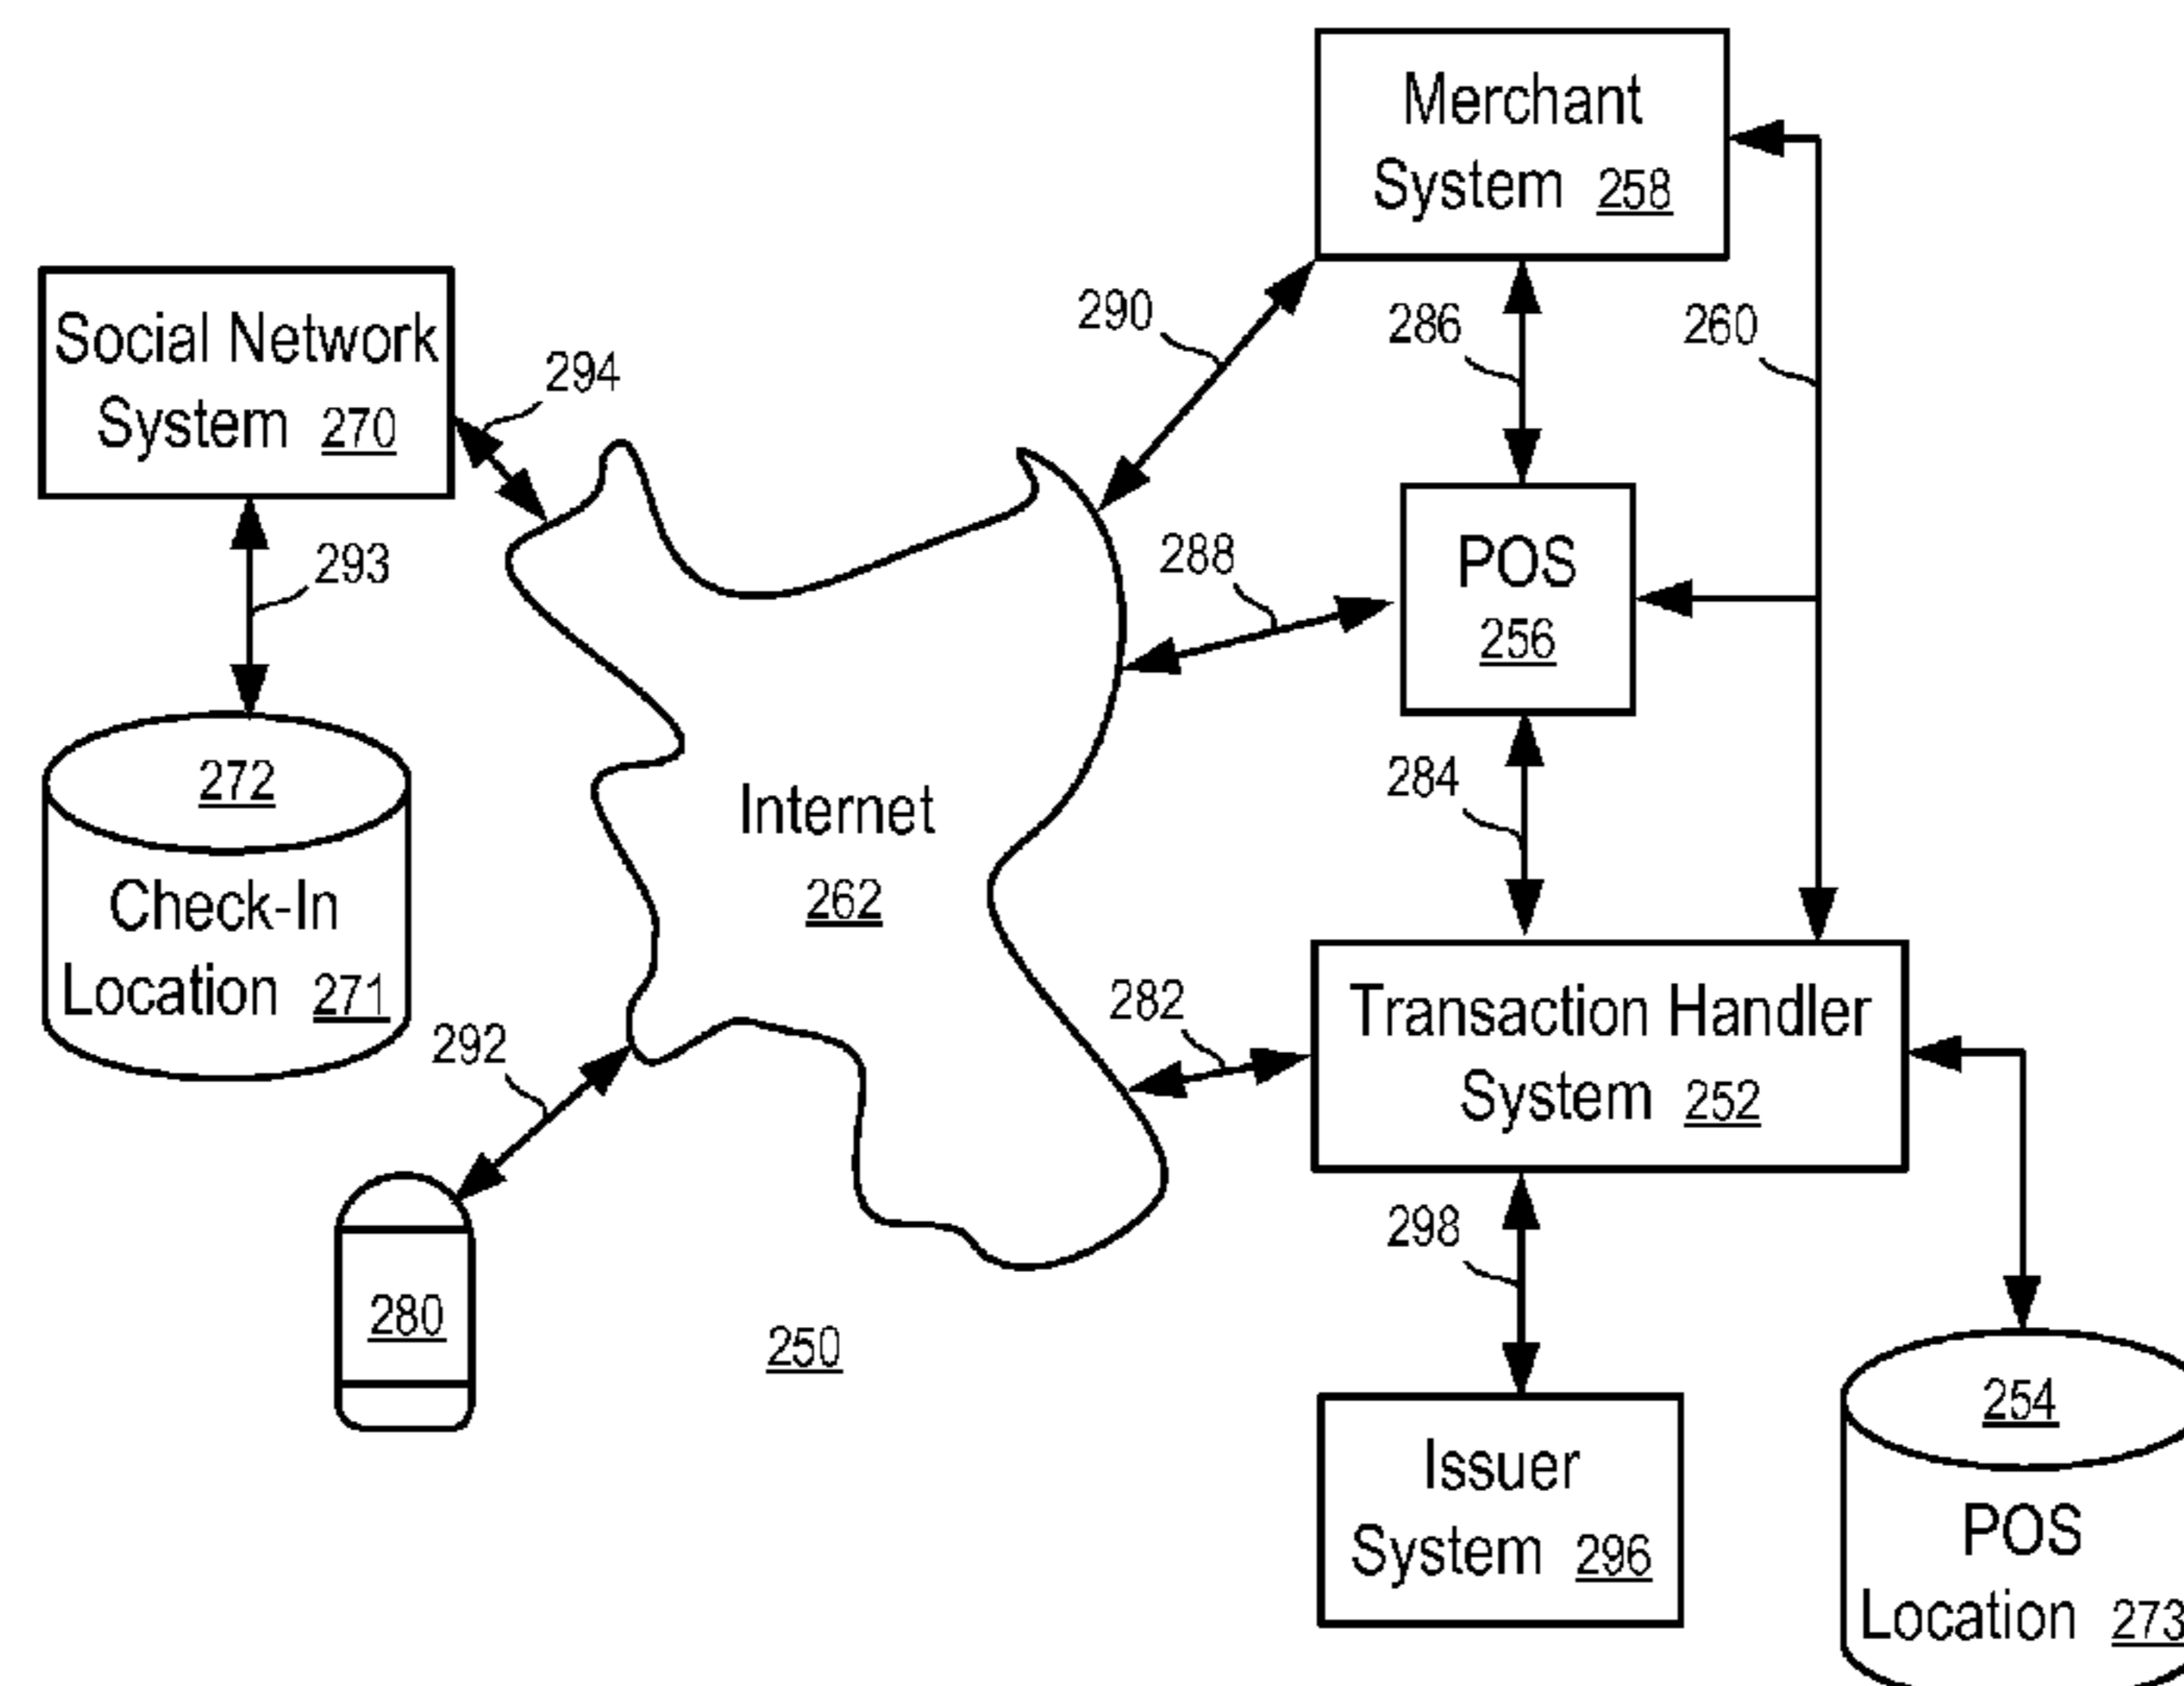 Merchant
System 258
Social Network
System 270
294
290
286
260
293
288
POS
256
272
Check-In
Location 271
Internet
262
284
292
282
Transaction Handler
System 252
280
250
298
254
Issuer
System 296
POS
Location 273